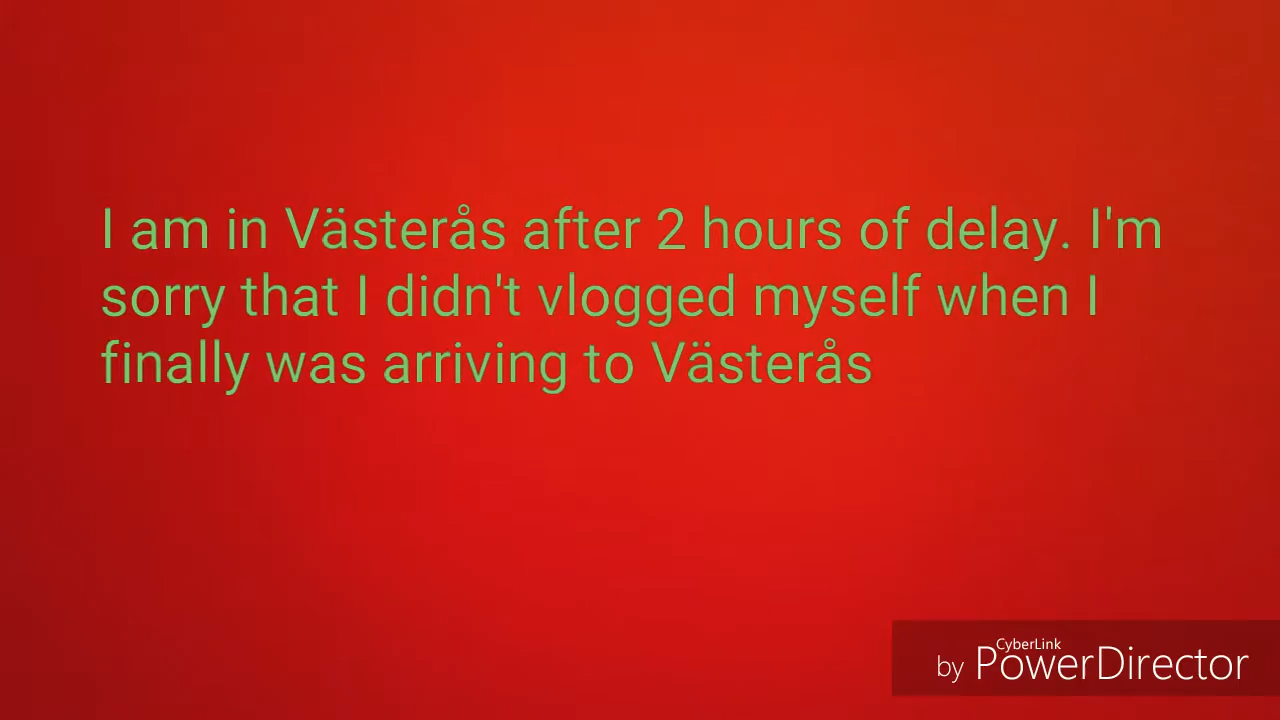 I am in Västerås after 2 hours of delay. I'm
sorry that I didn't vlogged myself when I
finally was arriving to Västerås
CyberLink
by PowerDirector